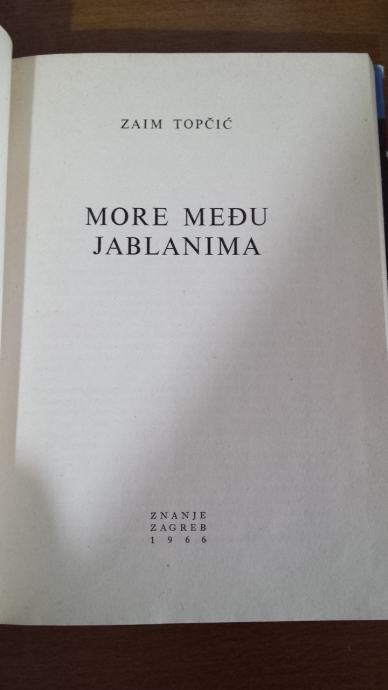 ZAIM TOPČIĆ
MORE MEĐU
JABLANIMA
ZNANJE
ZAGREB
1966